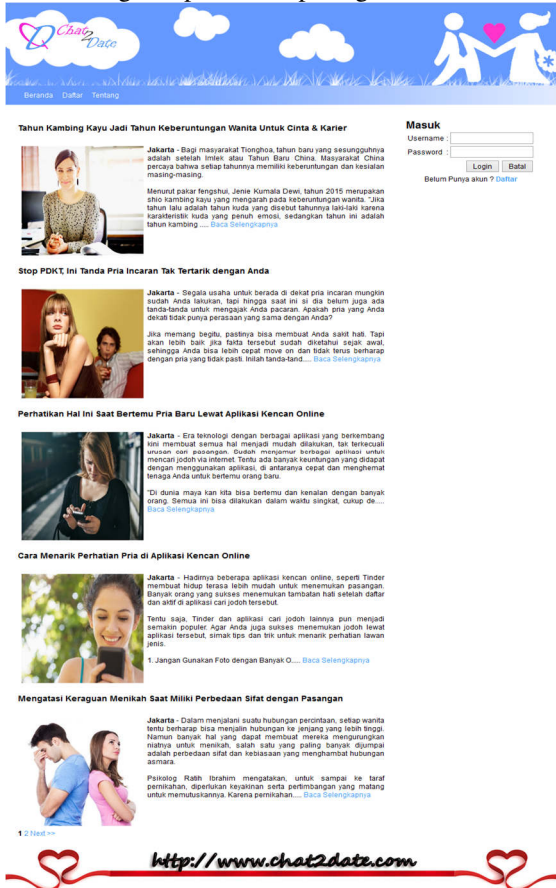 Chat
2
Date
Beranda Daftar Tentang
Tahun Kambing Kayu Jadi Tahun Keberuntungan Wanita Untuk Cinta & Karier
Jakarta - Bagi masyarakat Tionghoa, tahun baru yang sesungguhnya
adalah setelah Imlek atau Tahun Baru China. Masyarakat China
percaya bahwa setiap tahunnya memiliki keberuntungan dan kesialan
masing-masing.
Menurut pakar fengshui, Jenie Kumala Dewi, tahun 2015 merupakan
shio kambing kayu yang mengarah pada keberuntungan wanita. "Jika
tahun lalu adalah tahun kuda yang disebut tahunnya laki-laki karena
karakteristik kuda yang penuh emosi, sedangkan tahun ini adalah
tahun kambing .... Baca Selengkapnya
Stop PDKT, Ini Tanda Pria Incaran Tak Tertarik dengan Anda
Jakarta - Segala usaha untuk berada di dekat pria incaran mungkin
sudah Anda lakukan, tapi hingga saat ini si dia belum juga ada
tanda-tanda untuk mengajak Anda pacaran. Apakah pria yang Anda
dekati tidak punya perasaan yang sama dengan Anda?
Jika memang begitu, pastinya bisa membuat Anda sakit hati. Tapi
akan lebih baik jika fakta tersebut sudah diketahui sejak awal,
sehingga Anda bisa lebih cepat move on dan tidak terus berharap
dengan pria yang tidak pasti. Inilah tanda-tand.... Baca Selengkapnya
Perhatikan Hal Ini Saat Bertemu Pria Baru Lewat Aplikasi Kencan Online
Jakarta - Era teknologi dengan berbagai aplikasi yang berkembang
kini membuat semua hal menjadi mudah dilakukan, tak terkecuali
urusan cari pasangan. Sudah menjamur berbagai aplikasi untuk
mencari jodoh via internet. Tentu ada banyak keuntungan yang didapat
dengan menggunakan aplikasi, di antaranya cepat dan menghemat
tenaga Anda untuk bertemu orang baru.
"Di dunia maya kan kita bisa bertemu dan kenalan dengan banyak
orang. Semua ini bisa dilakukan dalam waktu singkat, cukup de....
Baca Selengkapnya
Cara Menarik Perhatian Pria di Aplikasi Kencan Online
Jakarta - Hadirnya beberapa aplikasi kencan online, seperti Tinder
membuat hidup terasa lebih mudah untuk menemukan pasangan.
Banyak orang yang sukses menemukan tambatan hati setelah daftar
dan aktif di aplikasi cari jodoh tersebut.
Tentu saja, Tinder dan aplikasi cari jodoh lainnya pun menjadi
semakin populer. Agar Anda juga sukses menemukan jodoh lewat
aplikasi tersebut, simak tips dan trik untuk menarik perhatian lawan
jenis.
1. Jangan Gunakan Foto dengan Banyak O.... Baca Selengkapnya
Mengatasi Keraguan Menikah Saat Miliki Perbedaan Sifat dengan Pasangan
Jakarta - Dalam menjalani suatu hubungan percintaan, setiap wanita
tentu berharap bisa menjalin hubungan ke jenjang yang lebih tinggi.
Namun banyak hal yang dapat membuat mereka mengurungkan
niatnya untuk menikah, salah satu yang paling banyak dijumpai
adalah perbedaan sifat dan kebiasaan yang menghambat hubungan
asmara.
Psikolog Ratih Ibrahim mengatakan, untuk sampai ke taraf
pernikahan, diperlukan keyakinan serta pertimbangan yang matang
untuk memutuskannya. Karena pernikahan.... Baca Selengkapnya
1 2 Next >>
Masuk
Username :
Password :
Login Batal
Belum Punya akun ? Daftar
http://www.chat2date.com